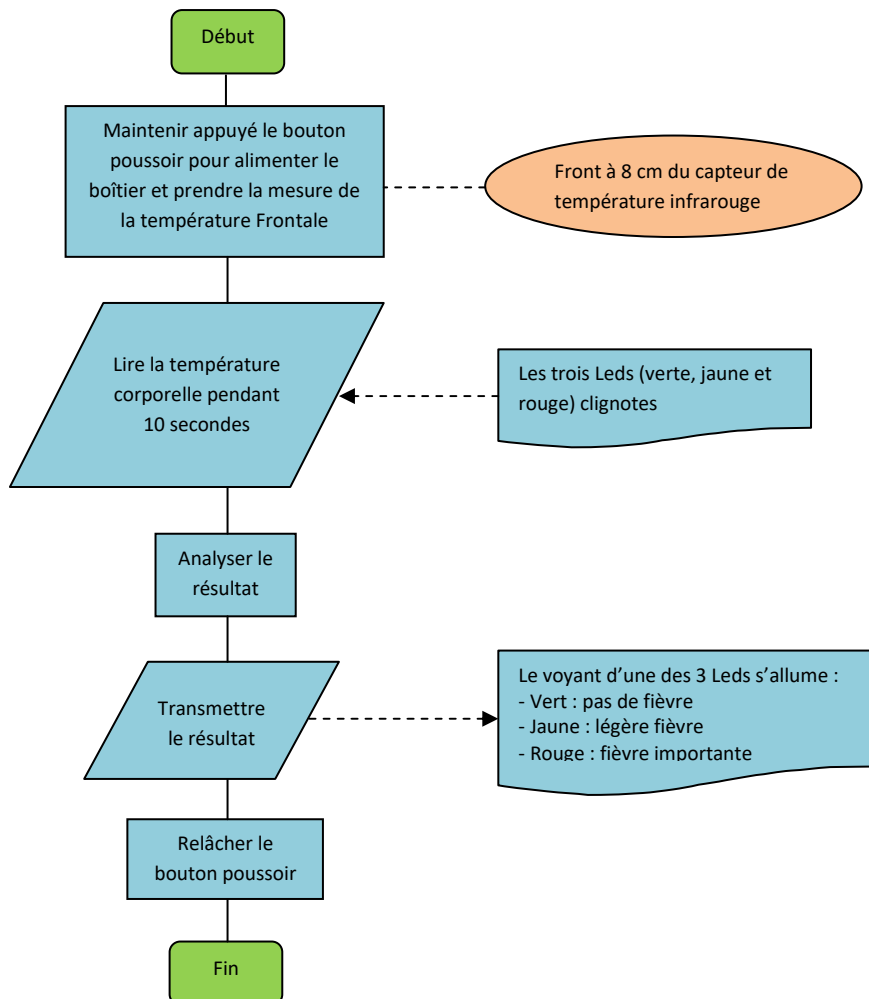 Début
Maintenir appuyé le bouton
poussoir pour alimenter le
boîtier et prendre la mesure de
la température Frontale
Front à 8 cm du capteur de
température infrarouge
Lire la température
corporelle pendant
10 secondes
Les trois Leds (verte, jaune et
rouge) clignotes
Analyser le
résultat
Transmettre
le résultat
Le voyant d’une des 3 Leds s’allume :
- Vert : pas de fièvre
- Jaune : légère fièvre
- Rouge : fièvre importante
Relâcher le
bouton poussoir
Fin